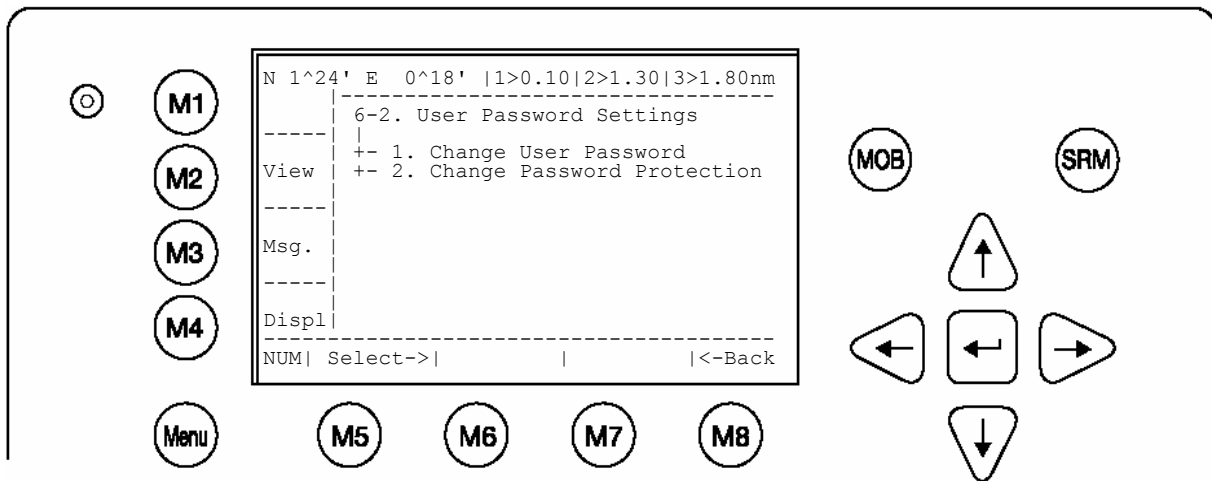 N 1^24' E 0^18' |1>0.10|2>1.30|3>1.80nm
6-2. User Password Settings
+- 1. Change User Password
View +- 2. Change Password Protection
Msg.
Displ
NUM| Select->| | |<-Back
M1
M2
M3
M4
Menu
M5
M6
M7
M8
MOB
SRM